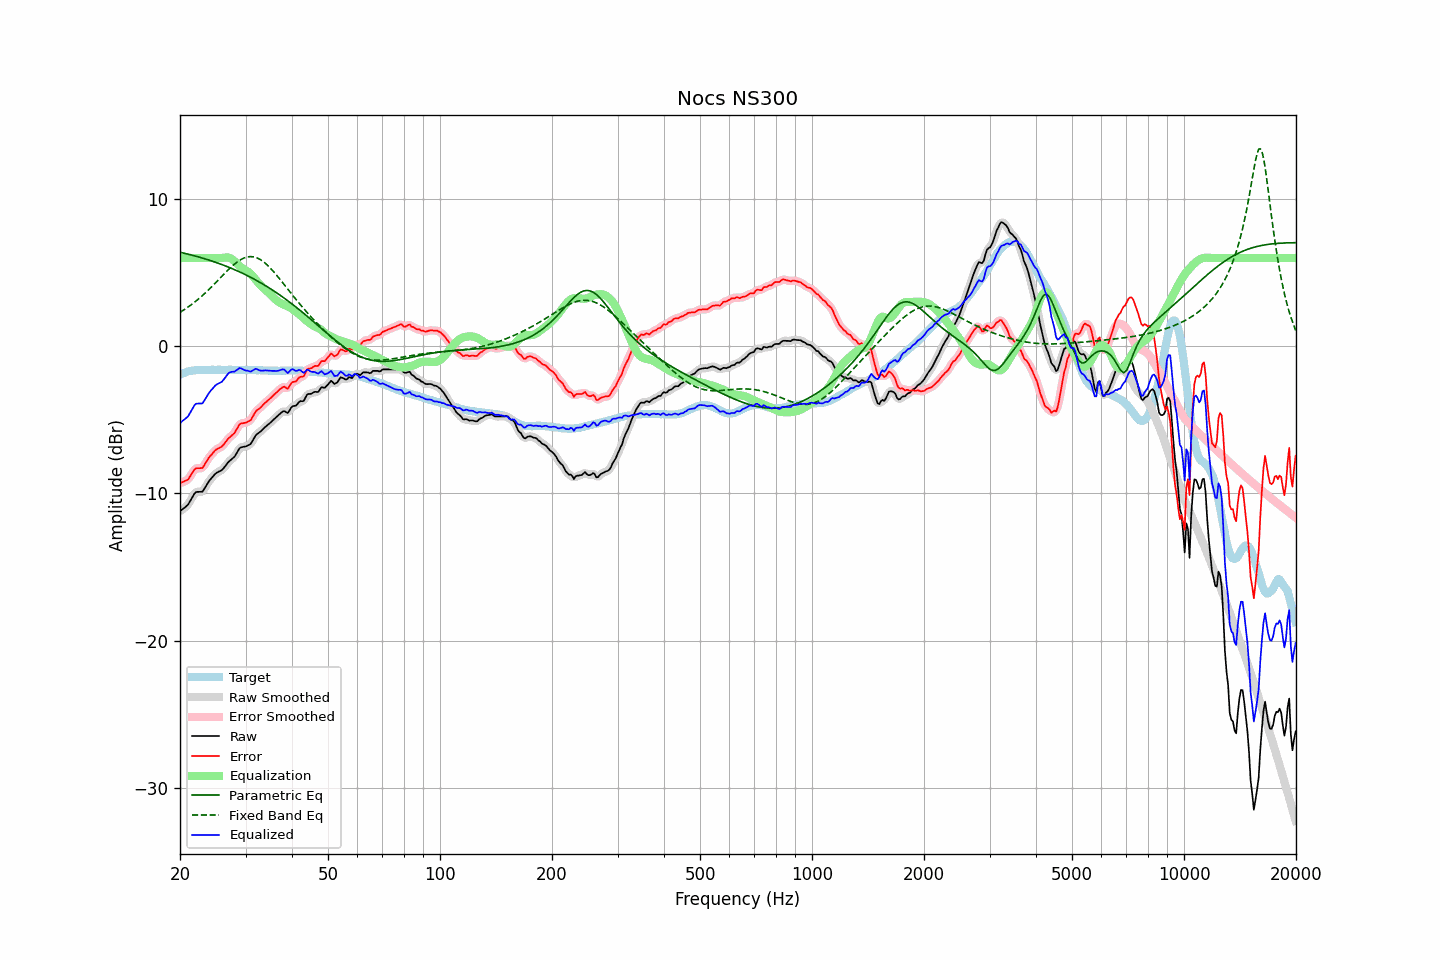 Nocs NS300
Amplitude (dBr)
10
0
−10
−20
−30
Target
Raw Smoothed
Error Smoothed
Raw
Error
Equalization
Parametric Eq
Fixed Band Eq
Equalized
20 50 100 200 500 1000 2000 5000 10000 20000
Frequency (Hz)